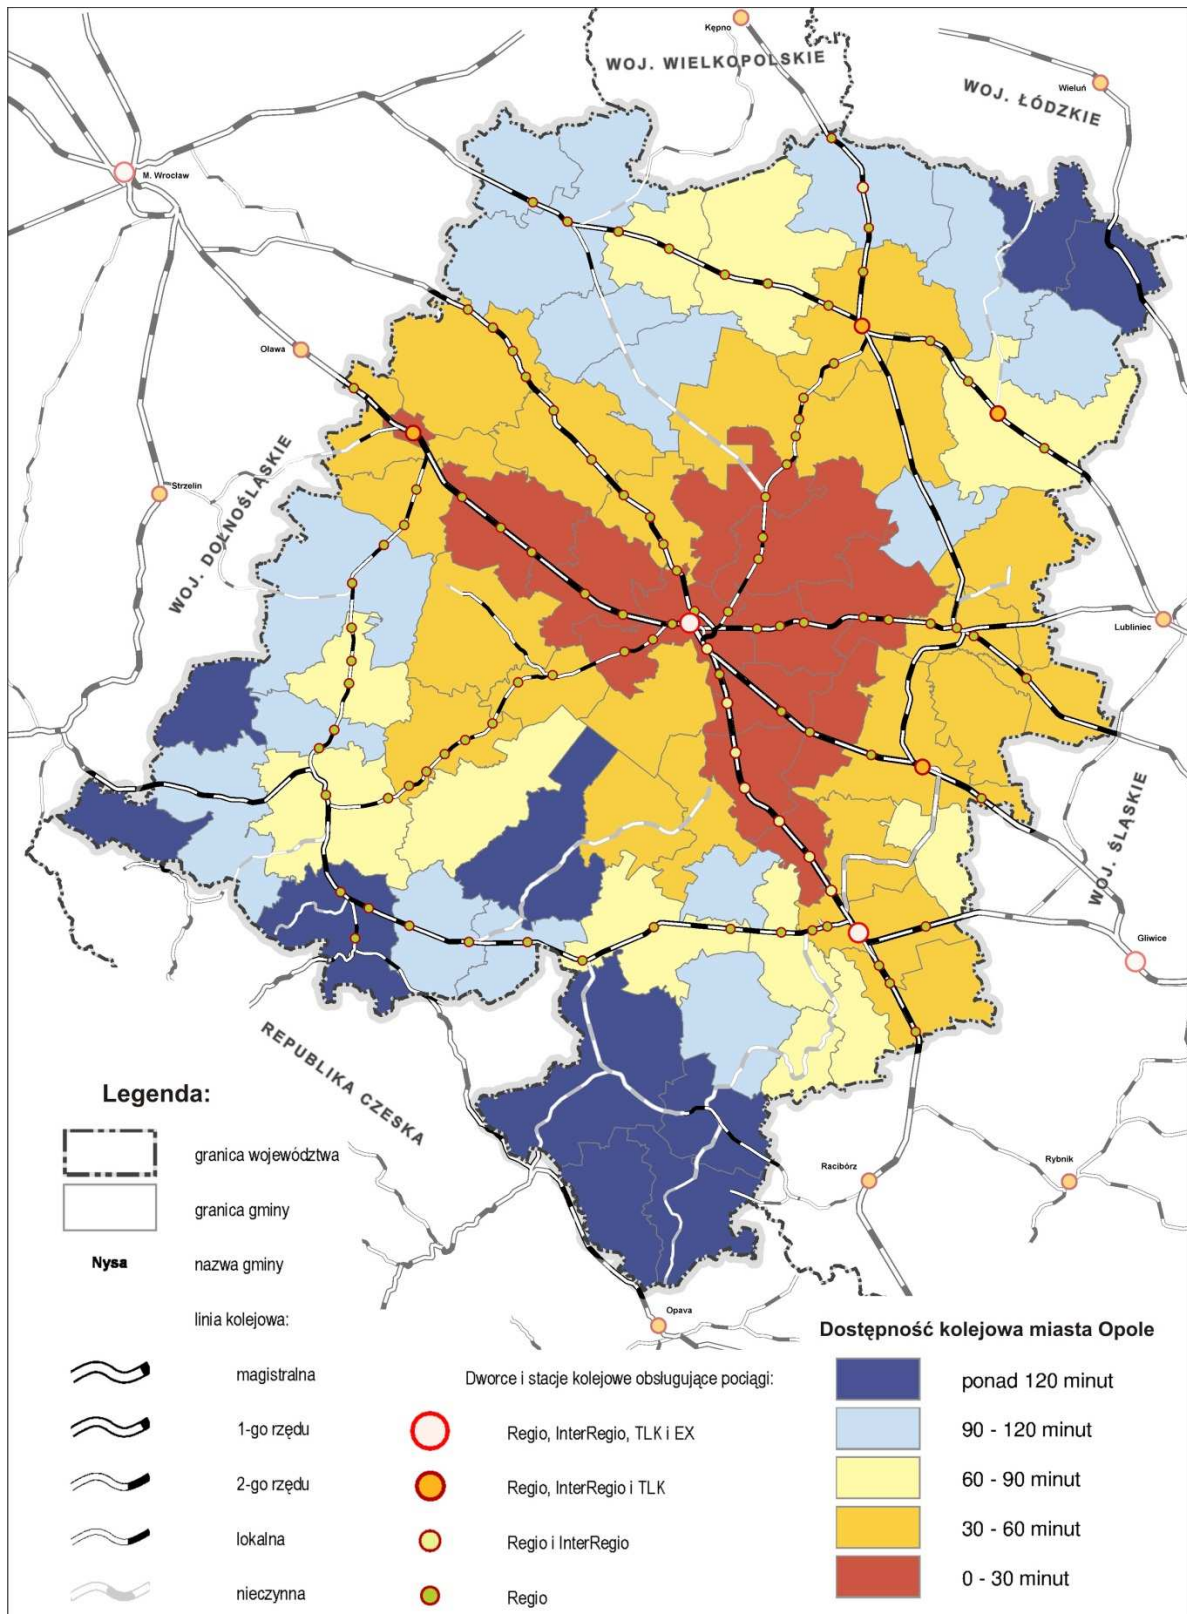 Kępno
WOJ. WIELKOPOLSKIE
Wieluń
WOJ. ŁÓDZKIE
M. Wrocław
Oława
Strzelin
WOJ. DOLNOŚLĄSKIE
Lubliniec
WOJ. ŚLĄSKIE
Gliwice
REPUBLIKA CZESKA
Racibórz
Rybnik
Opava
Legenda:
granica województwa
granica gminy
Nysa
nazwa gminy
linia kolejowa:
magistralna
1-go rzędu
2-go rzędu
lokalna
nieczynna
Dworce i stacje kolejowe obsługujące pociągi:
Regio, InterRegio, TLK i EX
Regio, InterRegio i TLK
Regio i InterRegio
Regio
Dostępność kolejowa miasta Opole
ponad 120 minut
90 - 120 minut
60 - 90 minut
30 - 60 minut
0 - 30 minut